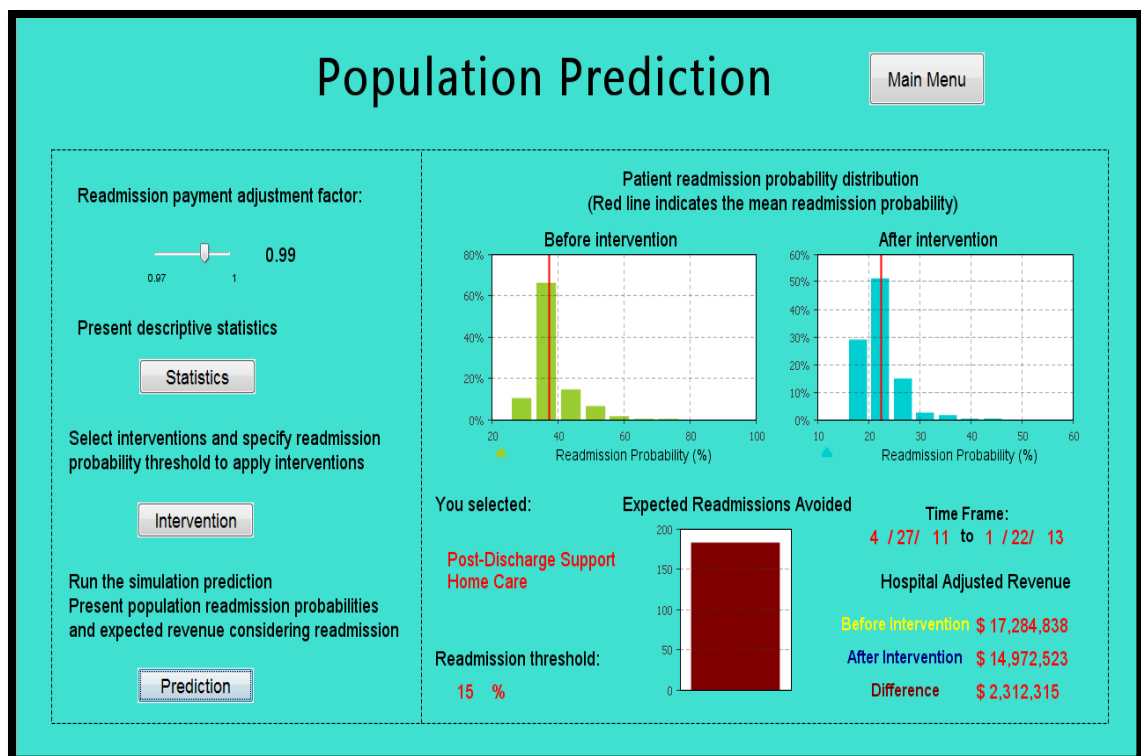 Population Prediction
Main Menu
Readmission payment adjustment factor:
0.99
0.97
1
Present descriptive statistics
Statistics
Select interventions and specify readmission
probability threshold to apply interventions
Intervention
Run the simulation prediction
Present population readmission probabilities
and expected revenue considering readmission
Prediction
Patient readmission probability distribution
(Red line indicates the mean readmission probability)
Before intervention
80%
60%
40%
20%
0%
20 40 60 80 100
Readmission Probability (%)
After intervention
60%
50%
40%
30%
20%
10%
0%
10 20 30 40 50 60
Readmission Probability (%)
You selected:
Post-Discharge Support
Home Care
Readmission threshold:
15 %
Expected Readmissions Avoided
200
150
100
50
0
Time Frame:
4 / 27/ 11 to 1 / 22/ 13
Hospital Adjusted Revenue
Before Intervention $ 17,284,838
After Intervention $ 14,972,523
Difference $ 2,312,315